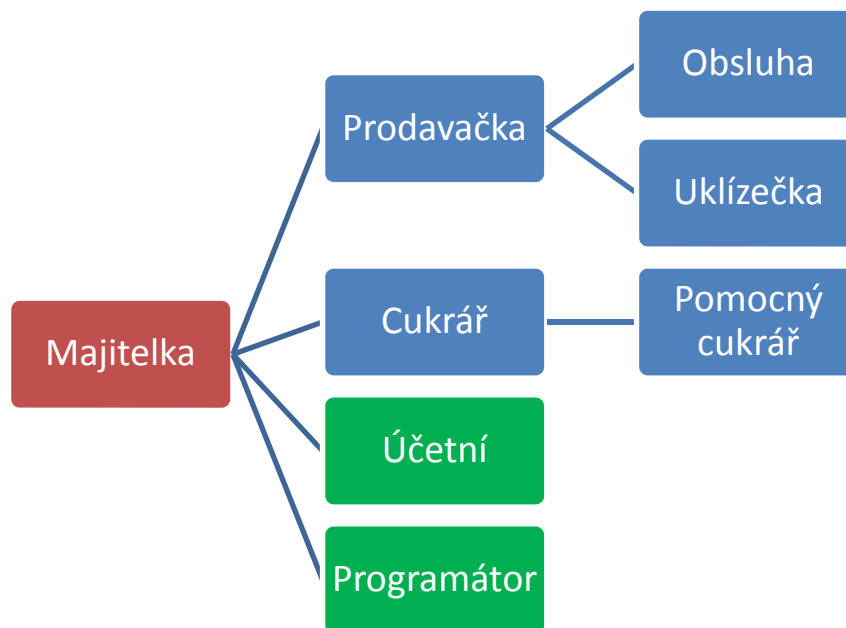 Obsluha
Prodavačka
Uklízečka
Majitelka
Cukrář
Pomocný
cukrář
Účetní
Programátor